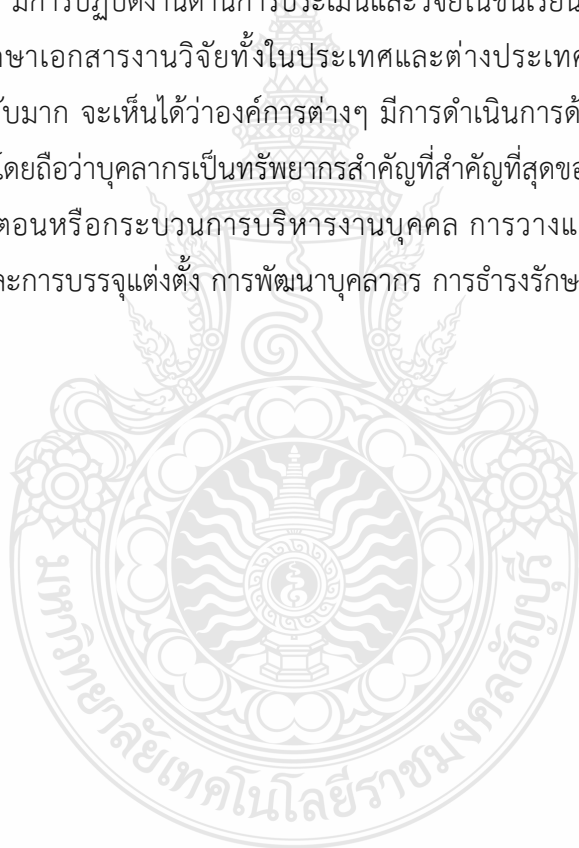 มีการปฏิบัติงานด้านการประเมินและวิจัยในชั้นเรียน
าษาเอกสารงานวิจัยทั้งในประเทศและต่างประเทศ
ับมาก จะเห็นได้ว่าองค์การต่างๆ มีการดำเนินการด้
โดยถือว่าบุคลากรเป็นทรัพยากรสำคัญที่สำคัญที่สุดขอ
ตอนหรือกระบวนการบริหารงานบุคคล การวางแ
ละการบรรจุแต่งตั้ง การพัฒนาบุคลากร การธำรงรักษ
มหาวิทยาลัยเทคโนโลยีราชมงคลธัญบุรี